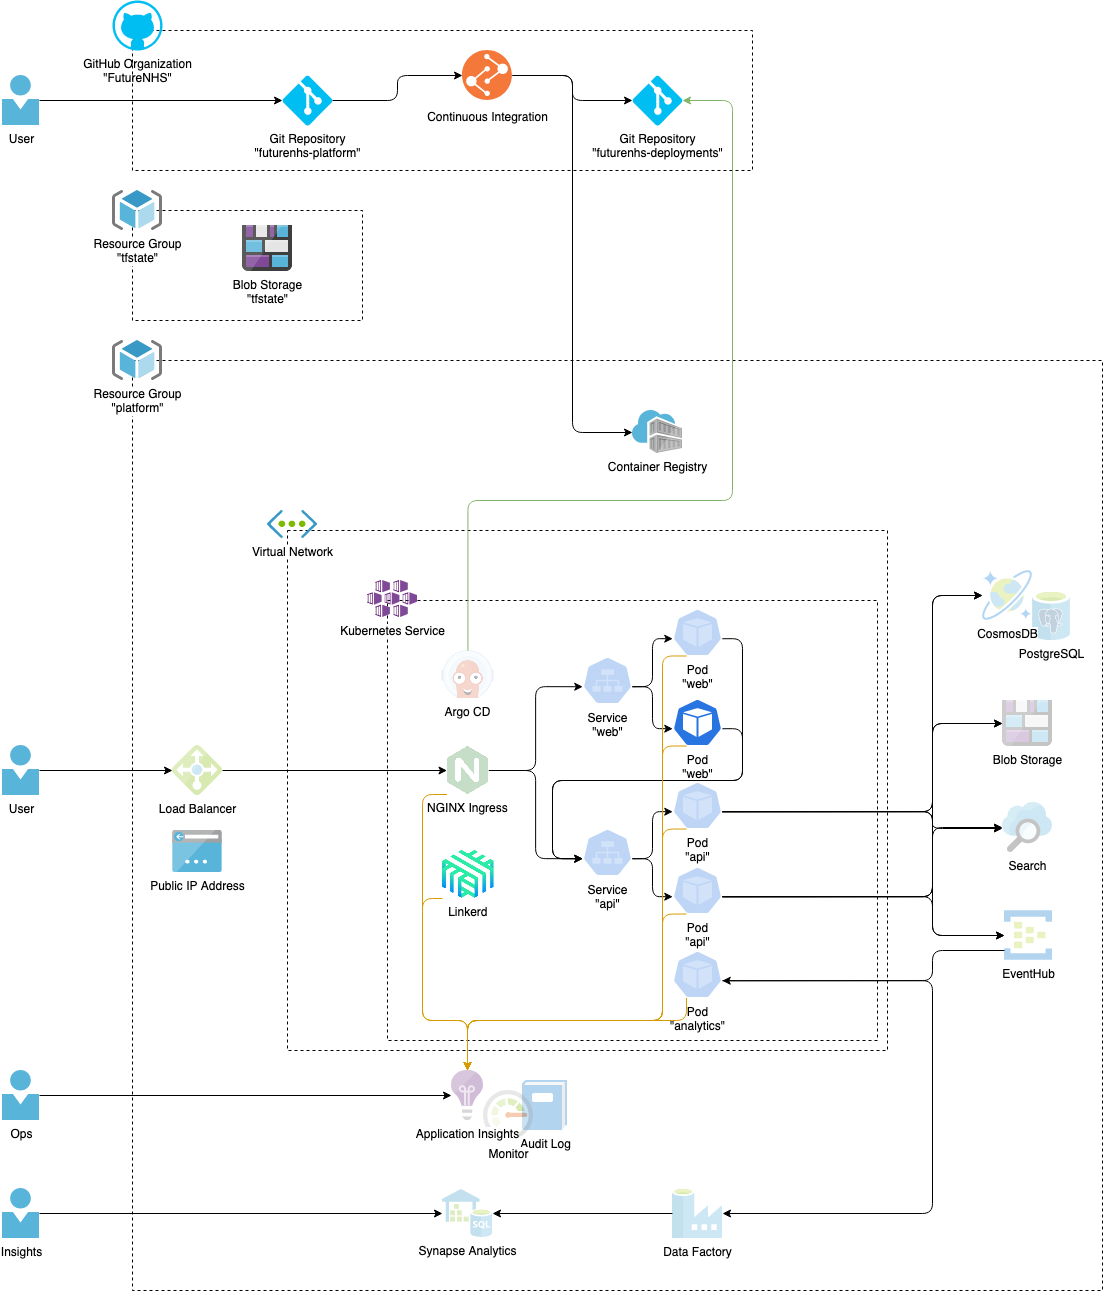 GitHub Organization
"FutureNHS"
User
Git Repository
"futurenhs-platform"
Continuous Integration
Git Repository
"futurenhs-deployments"
Resource Group
"tfstate"
Blob Storage
"tfstate"
Resource Group
"platform"
Container Registry
Virtual Network
Kubernetes Service
CosmosDB
PostgreSQL
Argo CD
Service
"web"
Pod
"web"
Pod
"web"
Blob Storage
User
Load Balancer
NGINX Ingress
Public IP Address
Linkerd
Service
"api"
Pod
"api"
Search
Pod
"api"
EventHub
Pod
"analytics"
Ops
Application Insights
Monitor
Audit Log
Insights
SQL
Synapse Analytics
Data Factory